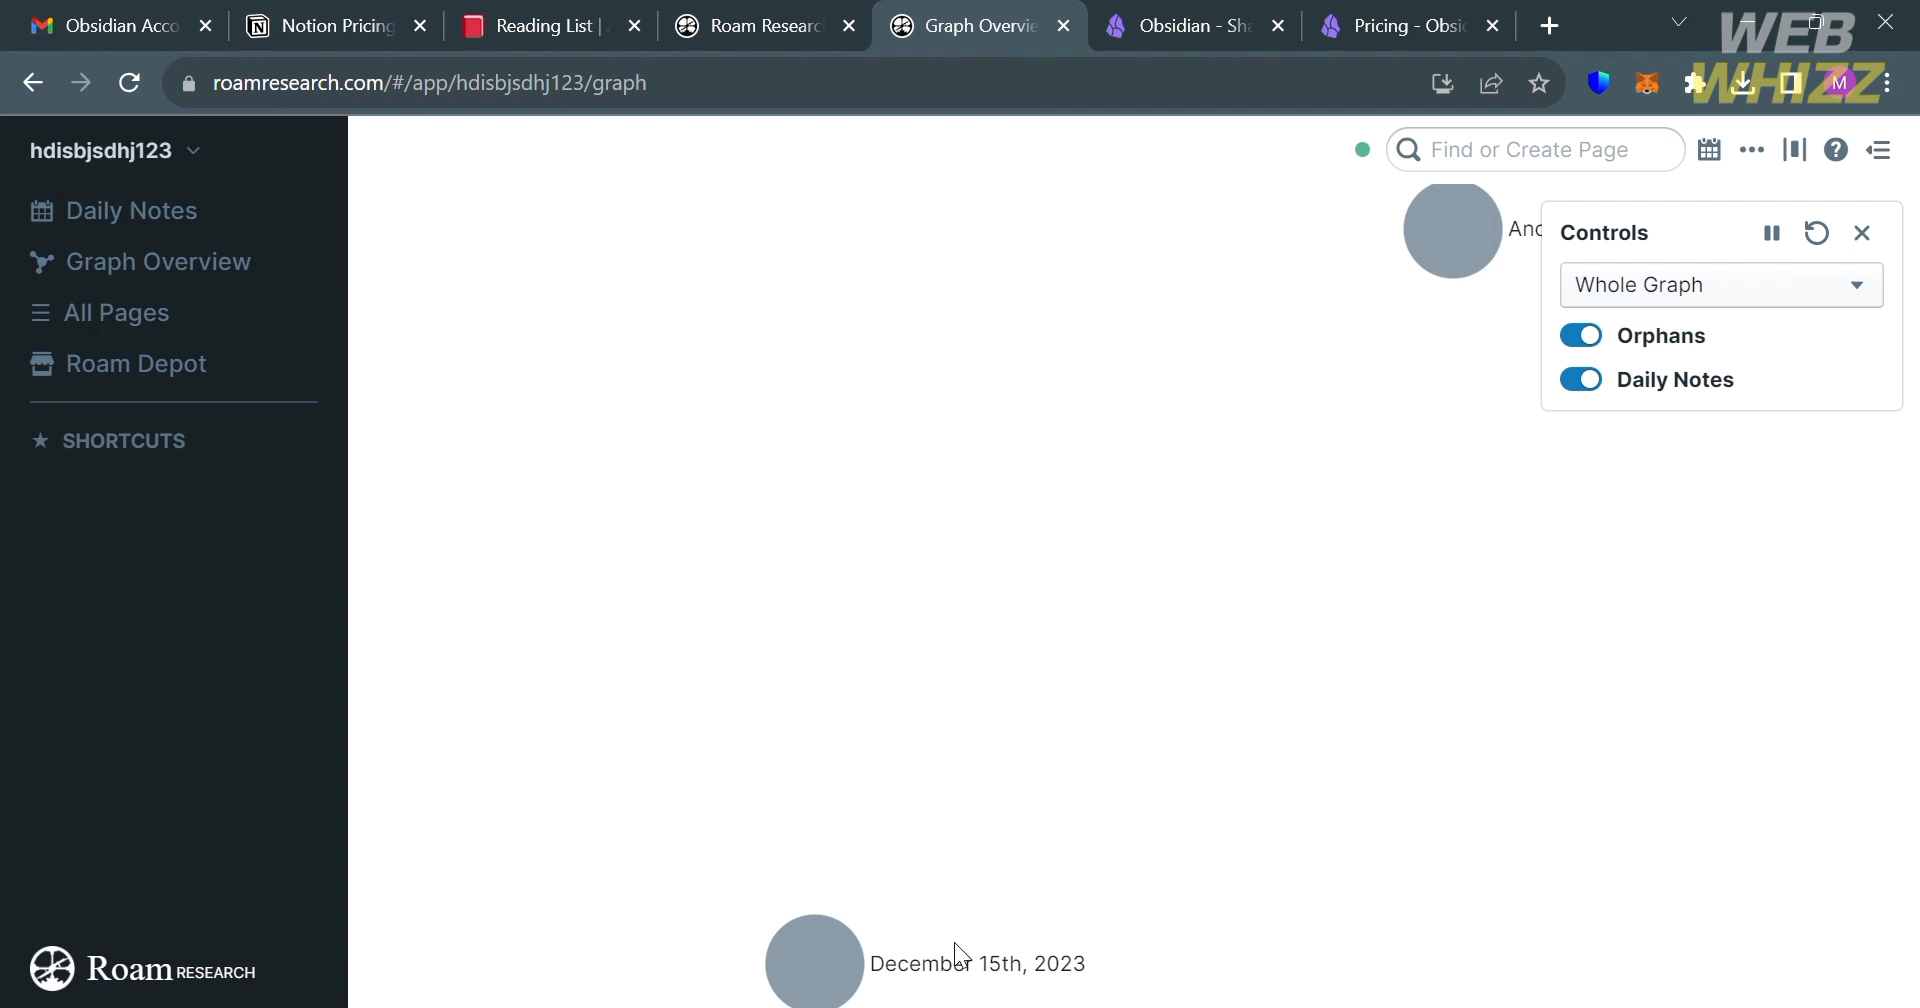 Obsidian Acco
Notion Pricing
Reading List |
Roam Researc
Graph Overvie
Obsidian - Sha
Pricing - Obsi
WEB
WHIZZ
roamresearch.com/#/app/hdisbjsdhj123/graph
M
hdisbjsdhj123
Find or Create Page
Daily Notes
Graph Overview
All Pages
Roam Depot
SHORTCUTS
Controls
Whole Graph
Orphans
Daily Notes
December 15th, 2023
Roam RESEARCH